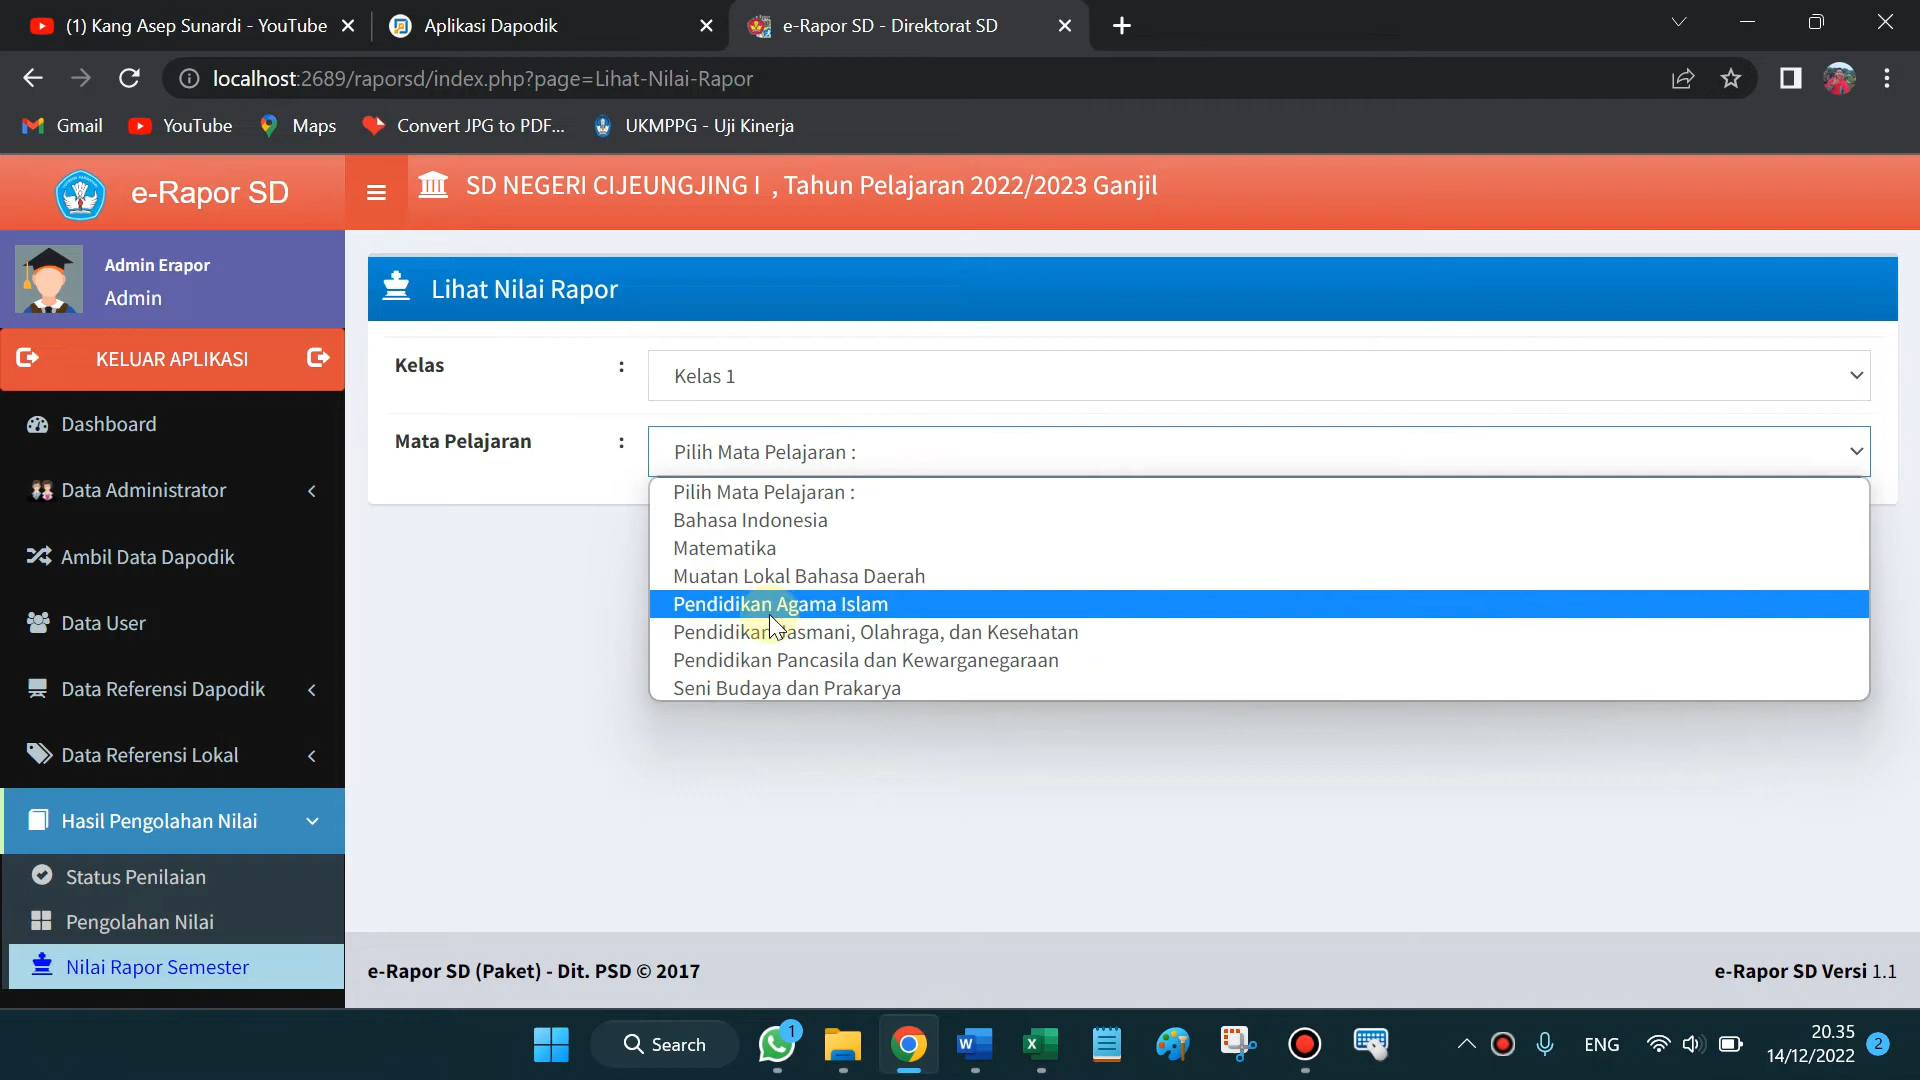 (1) Kang Asep Sunardi - YouTube
Aplikasi Dapodik
e-Rapor SD - Direktorat SD
localhost:2689/raporsd/index.php?page=Lihat-Nilai-Rapor
Gmail
YouTube
Maps
Convert JPG to PDF...
UKMPPG - Uji Kinerja
e-Rapor SD
SD NEGERI CIJEUNGJING I , Tahun Pelajaran 2022/2023 Ganjil
Admin Erapor
Admin
KELUAR APLIKASI
Dashboard
Data Administrator
Ambil Data Dapodik
Data User
Data Referensi Dapodik
Data Referensi Lokal
Hasil Pengolahan Nilai
Status Penilaian
Pengolahan Nilai
Nilai Rapor Semester
Lihat Nilai Rapor
Kelas : Kelas 1
Mata Pelajaran : Pilih Mata Pelajaran :
Pilih Mata Pelajaran :
Bahasa Indonesia
Matematika
Muatan Lokal Bahasa Daerah
Pendidikan Agama Islam
Pendidikan Jasmani, Olahraga, dan Kesehatan
Pendidikan Pancasila dan Kewarganegaraan
Seni Budaya dan Prakarya
e-Rapor SD (Paket) - Dit. PSD © 2017
e-Rapor SD Versi 1.1
Search
1
ENG
20.35
14/12/2022
2